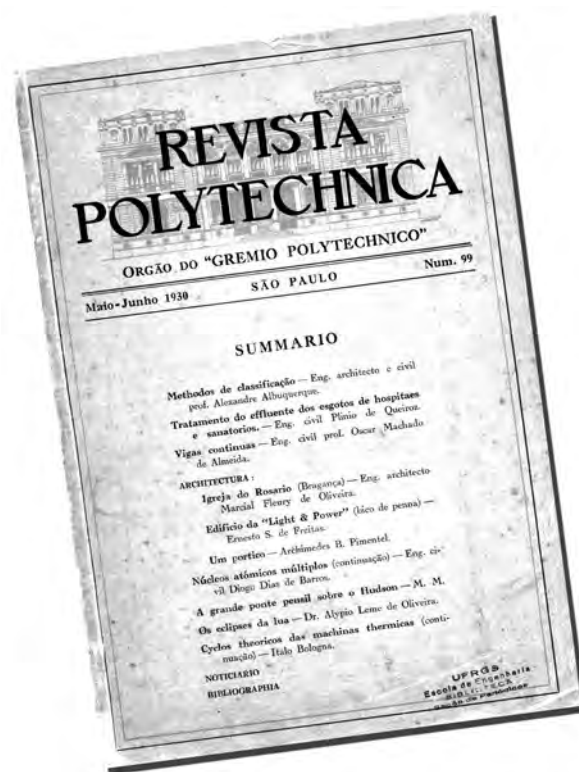 REVISTA
POLYTECHNICA
ORGÃO DO "GREMIO POLYTECHNICO"
Maio-Junho 1930 SÃO PAULO Num. 99
SUMMARIO
Methodos de classificação — Eng. architecto e civil
prof. Alexandre Albuquerque.
Tratamento do effluente dos esgotos de hospitaes
e sanatorios. — Eng. civil Plinio de Queiroz.
Vigas continuas — Eng. civil prof. Oscar Machado
de Almeida.
ARCHITECTURA:
Igreja do Rosario (Bragança) — Eng. architecto
Marcial Fleury de Oliveira.
Edificio da "Light & Power" (bico de penna) —
Ernesto S. de Freitas.
Um portico — Archimedes B. Pimentel.
Núcleos atómicos múltiplos (continuação) — Eng. ci-
vil Diogo Dias de Barros.
A grande ponte pensil sobre o Hudson — M. M.
Os eclipses da lua — Dr. Alypio Leme de Oliveira.
Cyclos theoricos das machinas thermicas (conti-
nuação) — Italo Bologna.
NOTICIARIO
BIBLIOGRAPHIA
UFRGS
Escola de Engenharia
BIBLIOTECA